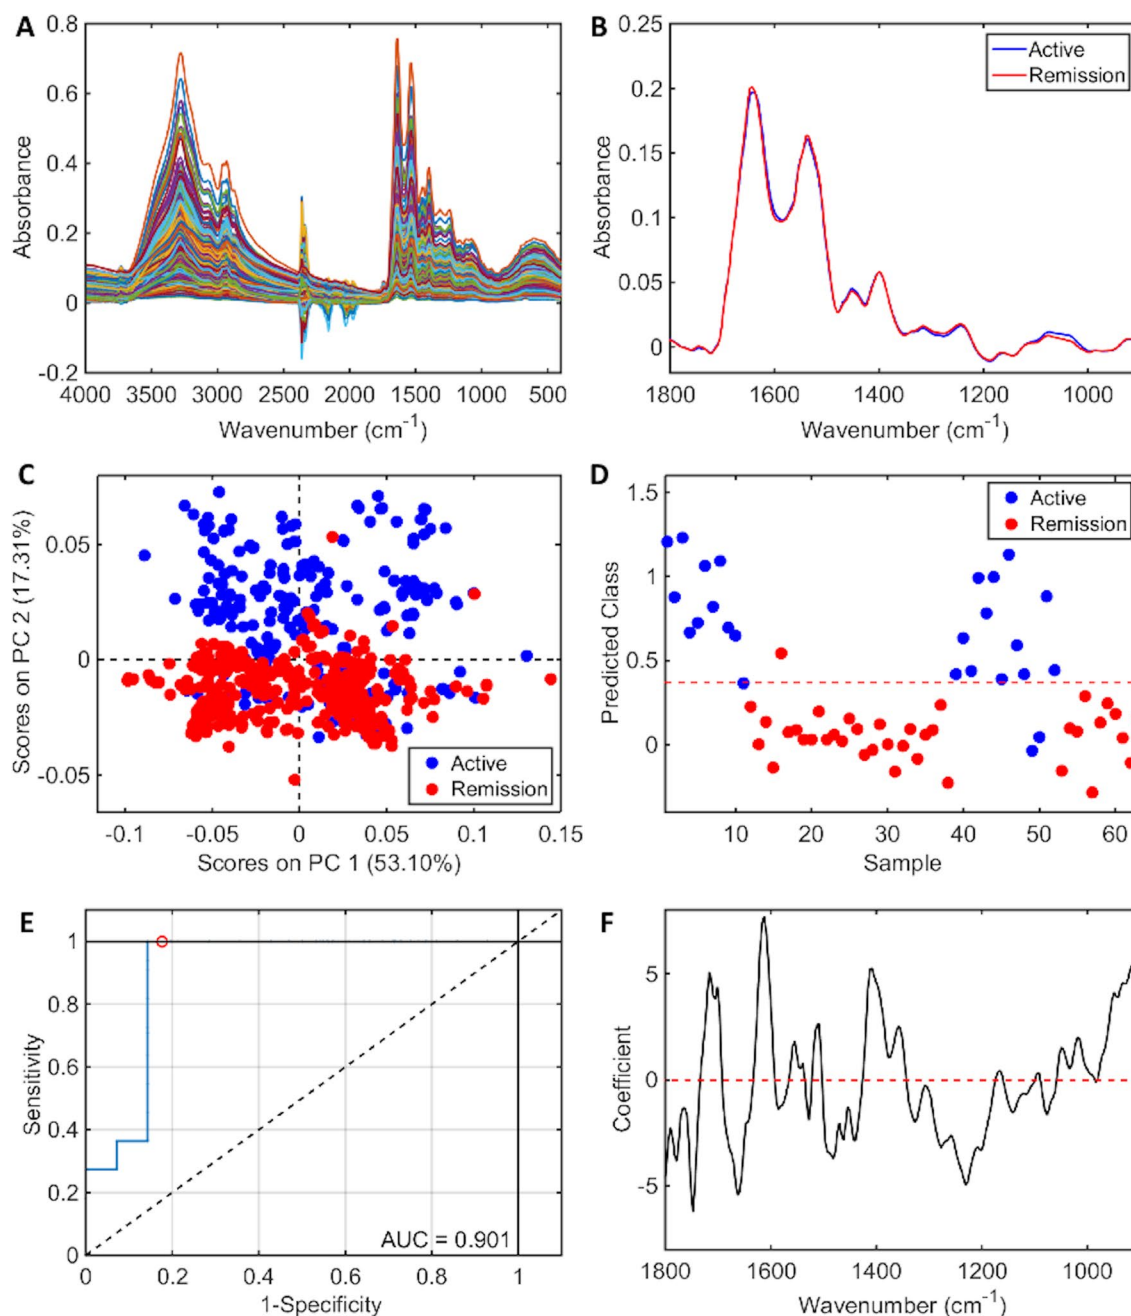 A
0.8
0.6
0.4
0.2
0
-0.2
Absorbance
4000 3500 3000 2500 2000 1500 1000 500
Wavenumber (cm-1)
B
0.25
0.2
0.15
0.1
0.05
0
Absorbance
Active
Remission
1800 1600 1400 1200 1000
Wavenumber (cm-1)
C
0.05
0
-0.05
Scores on PC 2 (17.31%)
Active
Remission
-0.1 -0.05 0 0.05 0.1 0.15
Scores on PC 1 (53.10%)
D
1.5
1
0.5
0
Predicted Class
Active
Remission
10 20 30 40 50 60
Sample
E
1
0.8
0.6
0.4
0.2
0
Sensitivity
AUC = 0.901
0 0.2 0.4 0.6 0.8 1
1-Specificity
F
5
0
-5
Coefficient
1800 1600 1400 1200 1000
Wavenumber (cm-1)